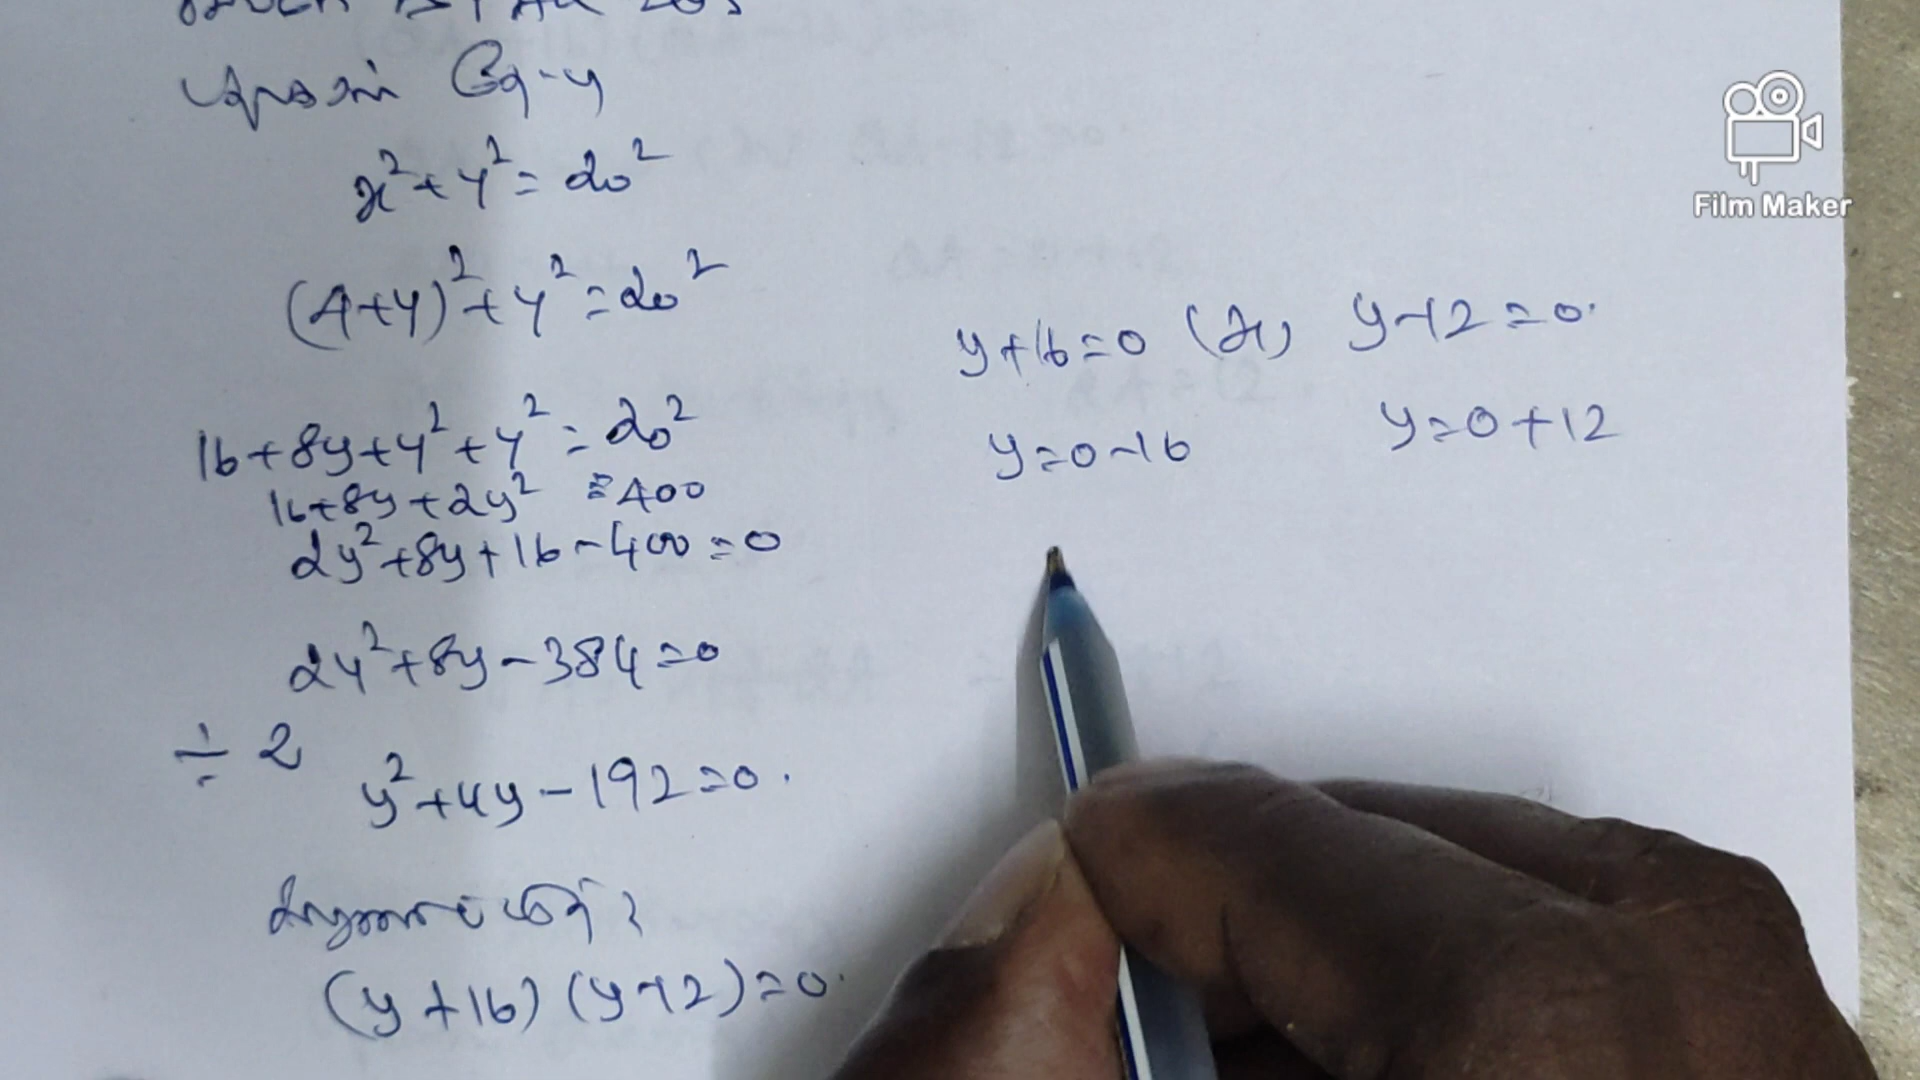 x² + y² = 20²
(4+y)² + y² = 20²
16+8y+y²+y² = 20²
16+8y+2y² = 400
2y²+8y+16-400=0
2y²+8y-384=0
÷ 2
y²+4y-192=0.
(y+16) (y-12)=0.
y+16=0
y-12=0.
y=0-16
y=0+12
Film Maker